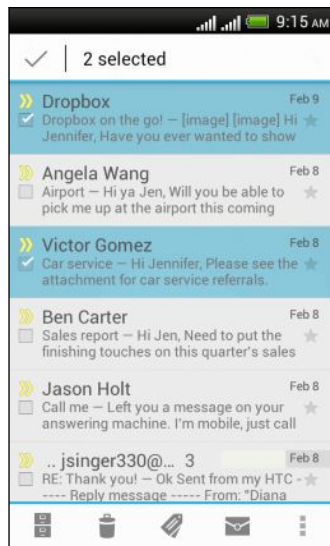 9:15 AM
2 selected
Dropbox Feb 9
Dropbox on the go! — [image] [image] Hi
Jennifer, Have you ever wanted to show
Angela Wang Feb 8
Airport — Hi ya Jen, Will you be able to
pick me up at the airport this coming
Victor Gomez Feb 8
Car service — Hi Jennifer, Please see the
attachment for car service referrals.
Ben Carter Feb 8
Sales report — Hi Jen, Need to put the
finishing touches on this quarter's sales
Jason Holt Feb 8
Call me — Left you a message on your
answering machine. I'm mobile, just call
.. jsinger330@... 3 Feb 8
RE: Thank you! — Ok Sent from my HTC -
---- Reply message ----- From: "Diana